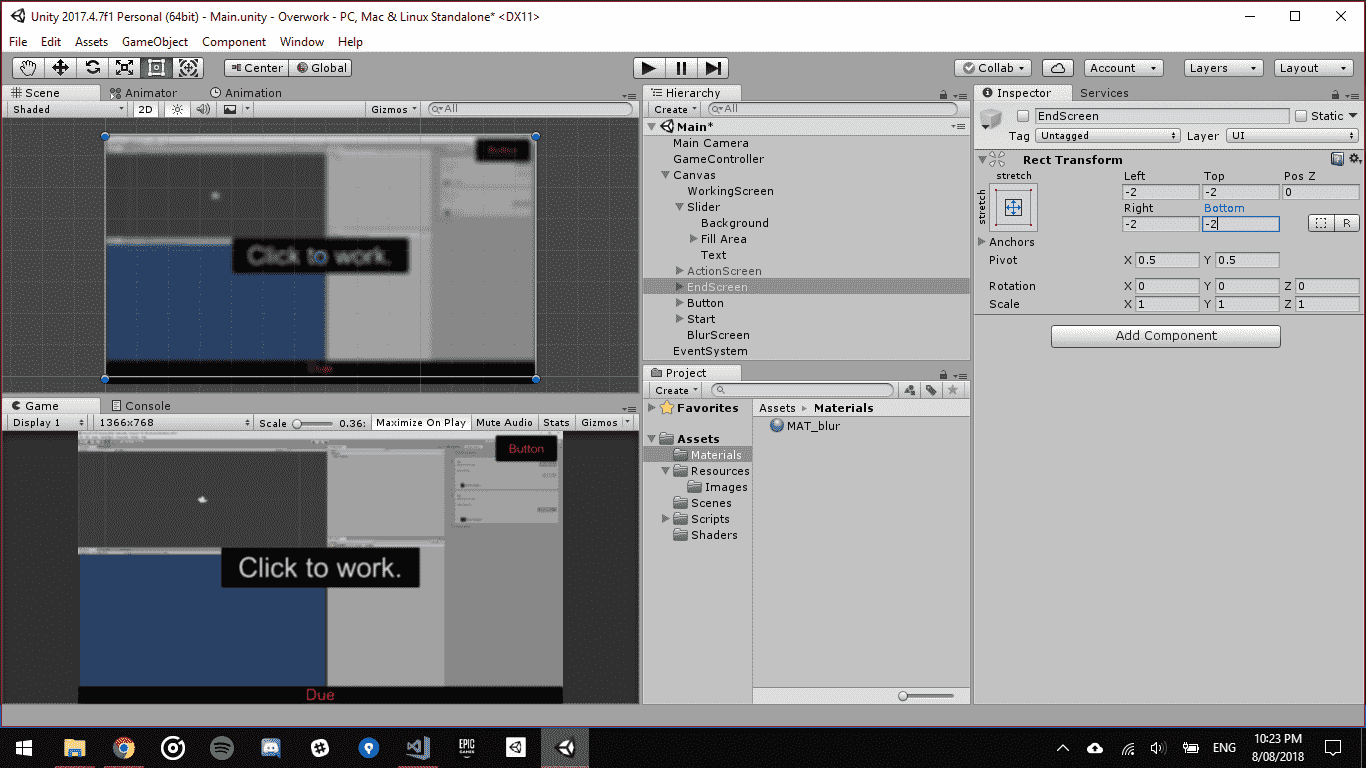 Unity 2017.4.7f1 Personal (64bit) - Main.unity - Overwork - PC, Mac & Linux Standalone* <DX11>
File Edit Assets GameObject Component Window Help
Center Global Collab Account Layers Layout
Scene Animator Animation
Shaded 2D Gizmos All
Button
Click to work.
Due
Game Console
Display 1 1366x768 Scale 0.36: Maximize On Play Mute Audio Stats Gizmos
Button
Click to work.
Due
Hierarchy
Create All
Main*
Main Camera
GameController
Canvas
WorkingScreen
Slider
Background
Fill Area
Text
ActionScreen
EndScreen
Button
Start
BlurScreen
EventSystem
Project
Create
Favorites
Assets
Materials
Resources
Images
Scenes
Scripts
Shaders
Assets Materials
MAT_blur
Inspector Services
EndScreen Static
Tag Untagged Layer UI
Rect Transform
stretch
stretch
Left Top Pos Z
-2 -2 0
Right Bottom
-2 -2 R
Anchors
Pivot X 0.5 Y 0.5
Rotation X 0 Y 0 Z 0
Scale X 1 Y 1 Z 1
Add Component
EPIC GAMES
ENG
10:23 PM
8/08/2018